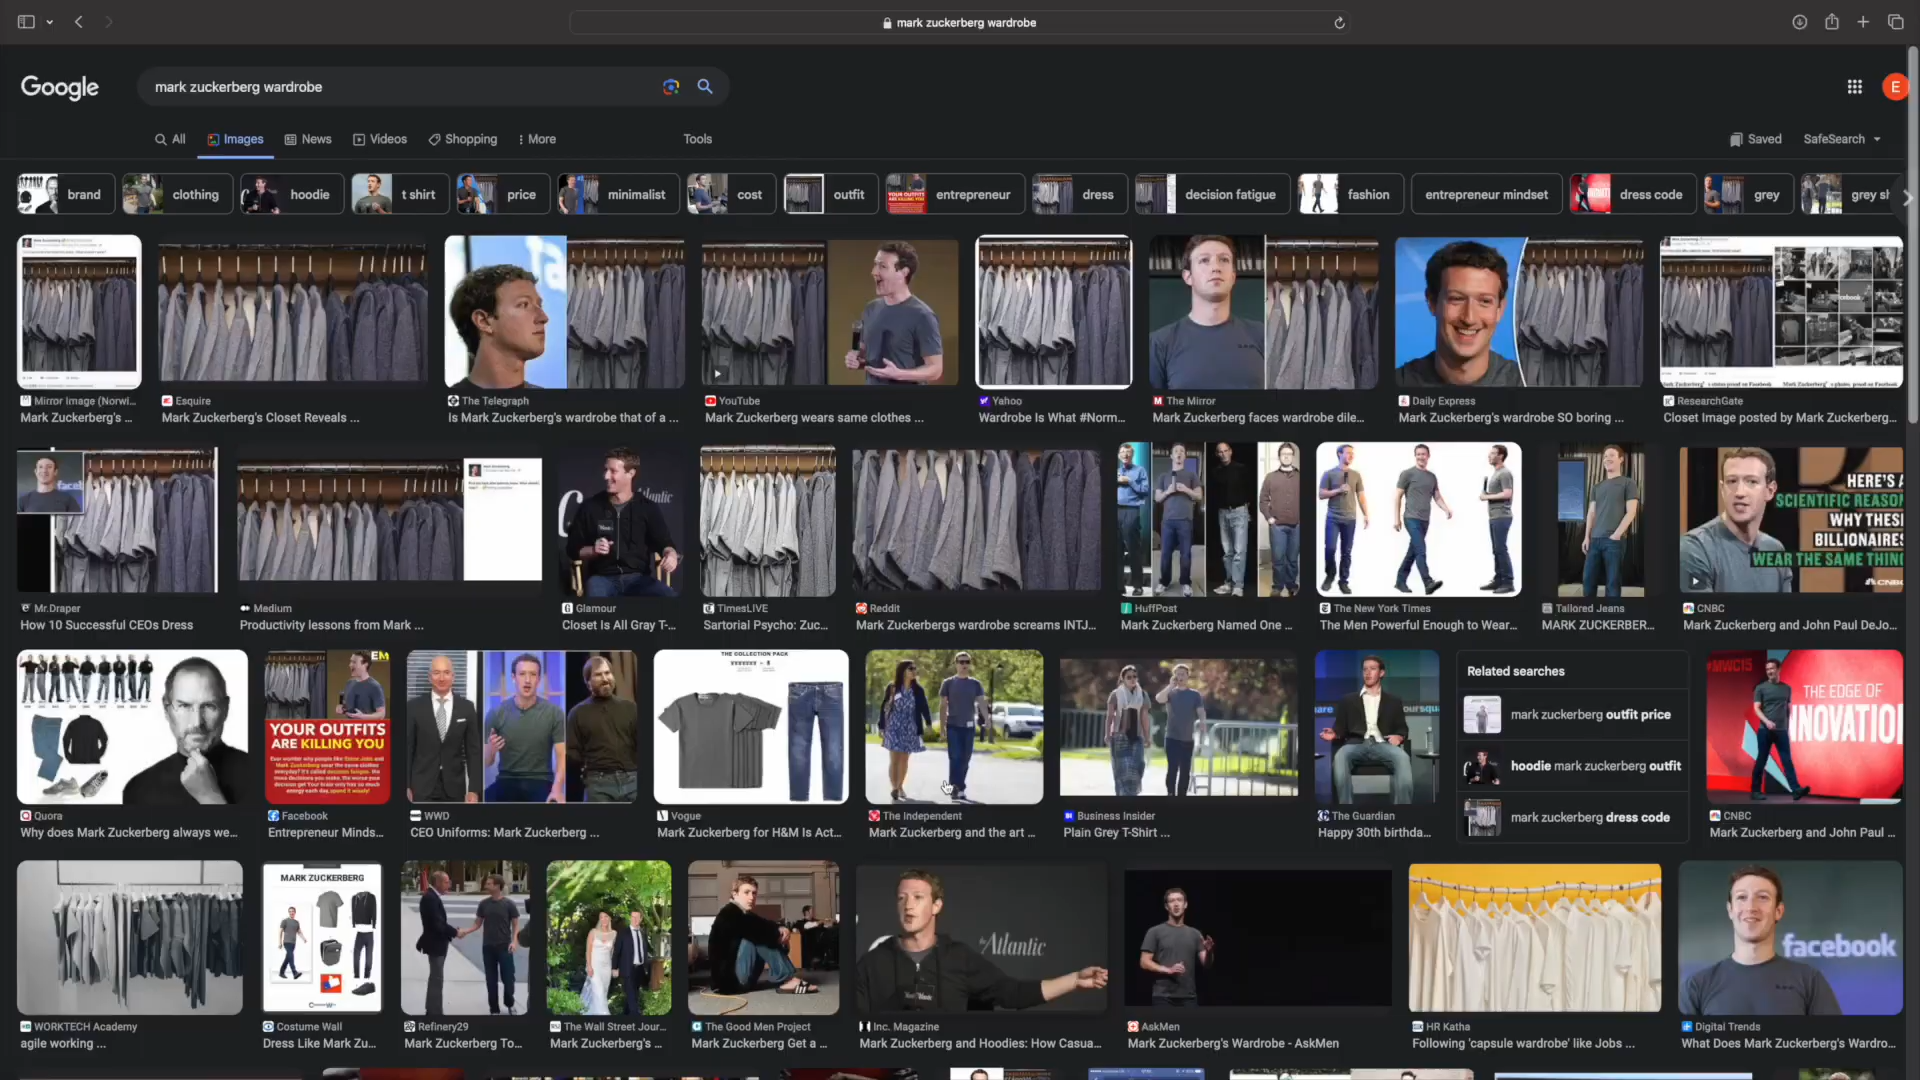 mark zuckerberg wardrobe
Google
mark zuckerberg wardrobe
E
All
Images
News
Videos
Shopping
More
Tools
Saved
SafeSearch
brand
clothing
hoodie
t shirt
price
minimalist
cost
outfit
entrepreneur
dress
decision fatigue
fashion
entrepreneur mindset
dress code
grey
grey sh
Mirror Image (Norwi...
Mark Zuckerberg's ...
Esquire
Mark Zuckerberg's Closet Reveals ...
The Telegraph
Is Mark Zuckerberg's wardrobe that of a ...
YouTube
Mark Zuckerberg wears same clothes ...
Yahoo
Wardrobe Is What #Norm...
The Mirror
Mark Zuckerberg faces wardrobe dile...
Daily Express
Mark Zuckerberg's wardrobe SO boring ...
ResearchGate
Closet Image posted by Mark Zuckerberg...
facel
Atlantic
HERE'S A
SCIENTIFIC REASON
WHY THESE
BILLIONAIRES
WEAR THE SAME THING
CNBC
Mr.Draper
How 10 Successful CEOs Dress
Medium
Productivity lessons from Mark ...
Glamour
Closet Is All Gray T-...
TimesLIVE
Sartorial Psycho: Zuc...
Reddit
Mark Zuckerbergs wardrobe screams INTJ...
HuffPost
Mark Zuckerberg Named One ...
The New York Times
The Men Powerful Enough to Wear...
Tailored Jeans
MARK ZUCKERBER...
CNBC
Mark Zuckerberg and John Paul DeJo...
EM
YOUR OUTFITS
ARE KILLING YOU
THE COLLECTION PACK
Related searches
mark zuckerberg outfit price
hoodie mark zuckerberg outfit
mark zuckerberg dress code
#MWC15
THE EDGE OF
NNOVATIO
Quora
Why does Mark Zuckerberg always we...
Facebook
Entrepreneur Minds...
WWD
CEO Uniforms: Mark Zuckerberg ...
Vogue
Mark Zuckerberg for H&M Is Act...
The Independent
Mark Zuckerberg and the art ...
Business Insider
Plain Grey T-Shirt ...
The Guardian
Happy 30th birthda...
CNBC
Mark Zuckerberg and John Paul ...
MARK ZUCKERBERG
Atlantic
facebook
WORKTECH Academy
agile working ...
Costume Wall
Dress Like Mark Zu...
Refinery29
Mark Zuckerberg To...
The Wall Street Jour...
Mark Zuckerberg's ...
The Good Men Project
Mark Zuckerberg Get a ...
Inc. Magazine
Mark Zuckerberg and Hoodies: How Casua...
AskMen
Mark Zuckerberg's Wardrobe - AskMen
HR Katha
Following 'capsule wardrobe' like Jobs ...
Digital Trends
What Does Mark Zuckerberg's Wardro...